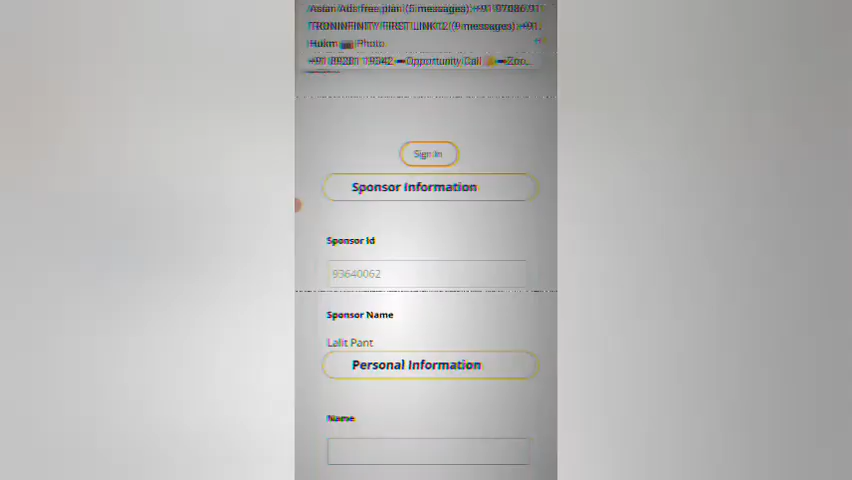 Asian Ads free plan (5 messages): +91
TRONINFINITY FIRST LINK (9 messages): +91
Photo
Opportunity Call Zoo...
Sign In
Sponsor Information
Sponsor Id
93640062
Sponsor Name
Lalit Pant
Personal Information
Name